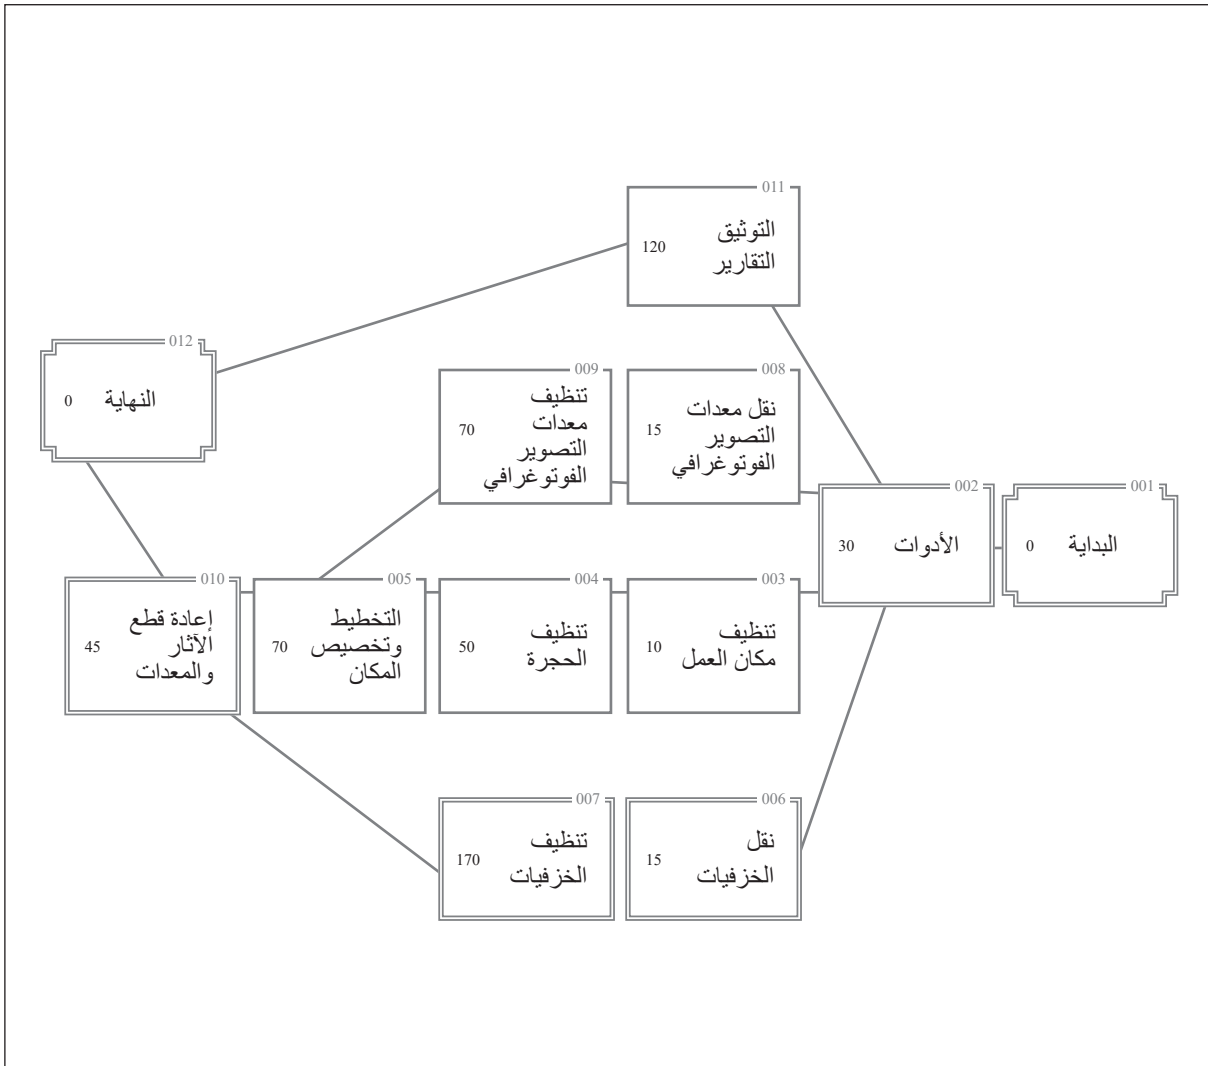 011
التوثيق
التقارير
120
012
النهاية
0
009
تنظيف
معدات
التصوير
الفوتوغرافي
70
008
نقل معدات
التصوير
الفوتوغرافي
15
002
الأدوات
30
001
البداية
0
010
إعادة قطع
الآثار
والمعدات
45
005
التخطيط
وتخصيص
المكان
70
004
تنظيف
الحجرة
50
003
تنظيف
مكان العمل
10
007
تنظيف
الخزفيات
170
006
نقل
الخزفيات
15